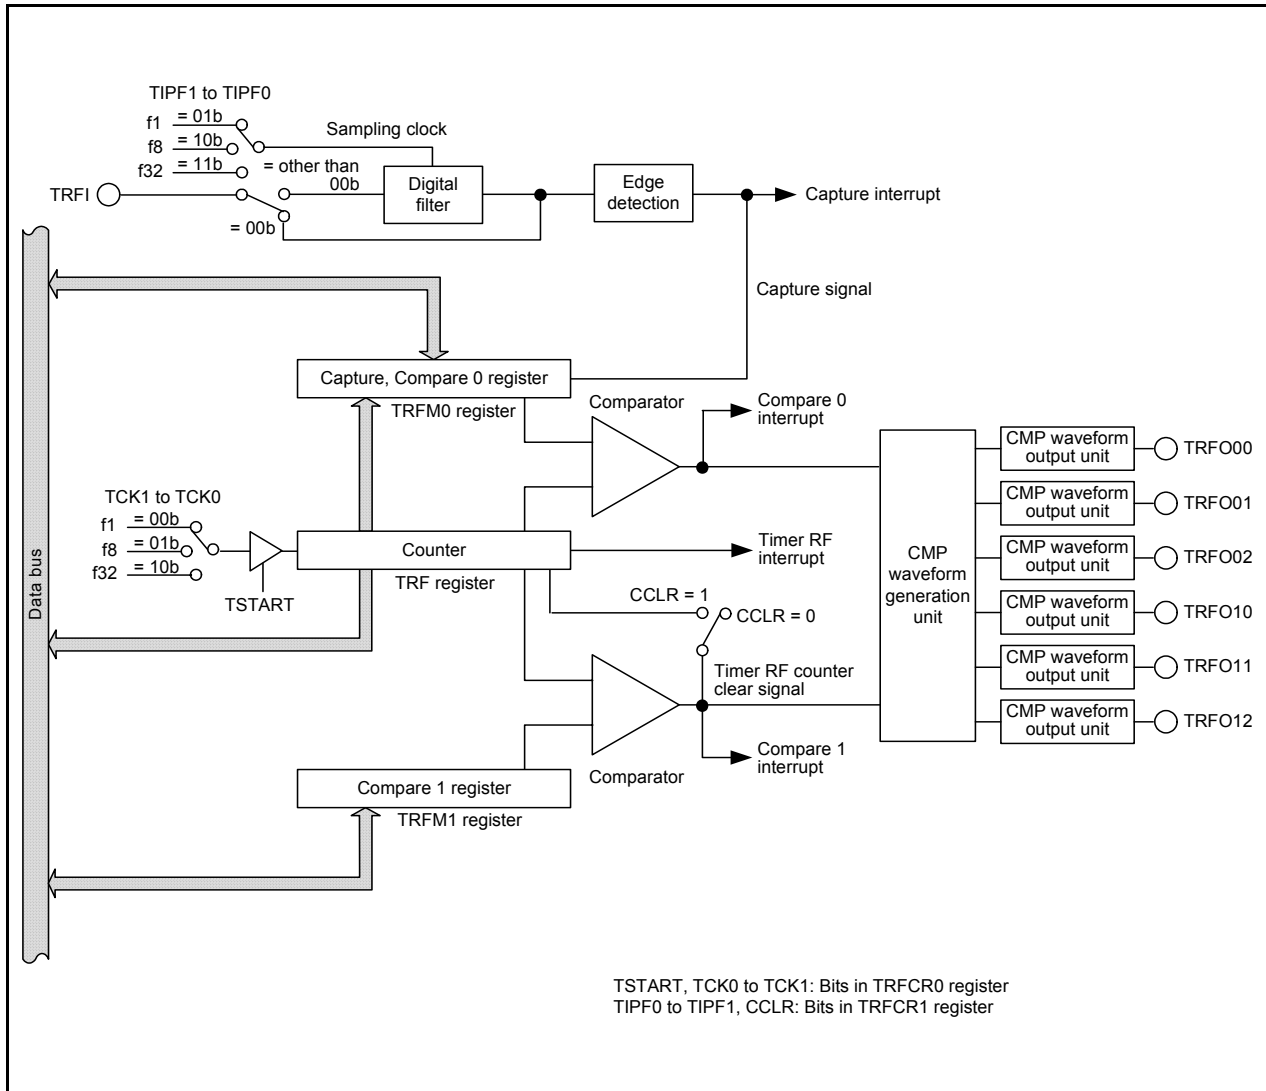 TIPF1 to TIPF0
f1 = 01b
f8 = 10b
f32 = 11b
Sampling clock
= other than
00b
= 00b
TRFI
Digital
filter
Edge
detection
Capture interrupt
Capture signal
Data bus
Capture, Compare 0 register
TRFM0 register
Comparator
Compare 0
interrupt
TCK1 to TCK0
f1 = 00b
f8 = 01b
f32 = 10b
TSTART
Counter
TRF register
Timer RF
interrupt
CCLR = 1
CCLR = 0
Timer RF counter
clear signal
Comparator
Compare 1
interrupt
Compare 1 register
TRFM1 register
CMP
waveform
generation
unit
CMP waveform
output unit
TRFO00
CMP waveform
output unit
TRFO01
CMP waveform
output unit
TRFO02
CMP waveform
output unit
TRFO10
CMP waveform
output unit
TRFO11
CMP waveform
output unit
TRFO12
TSTART, TCK0 to TCK1: Bits in TRFCR0 register
TIPF0 to TIPF1, CCLR: Bits in TRFCR1 register